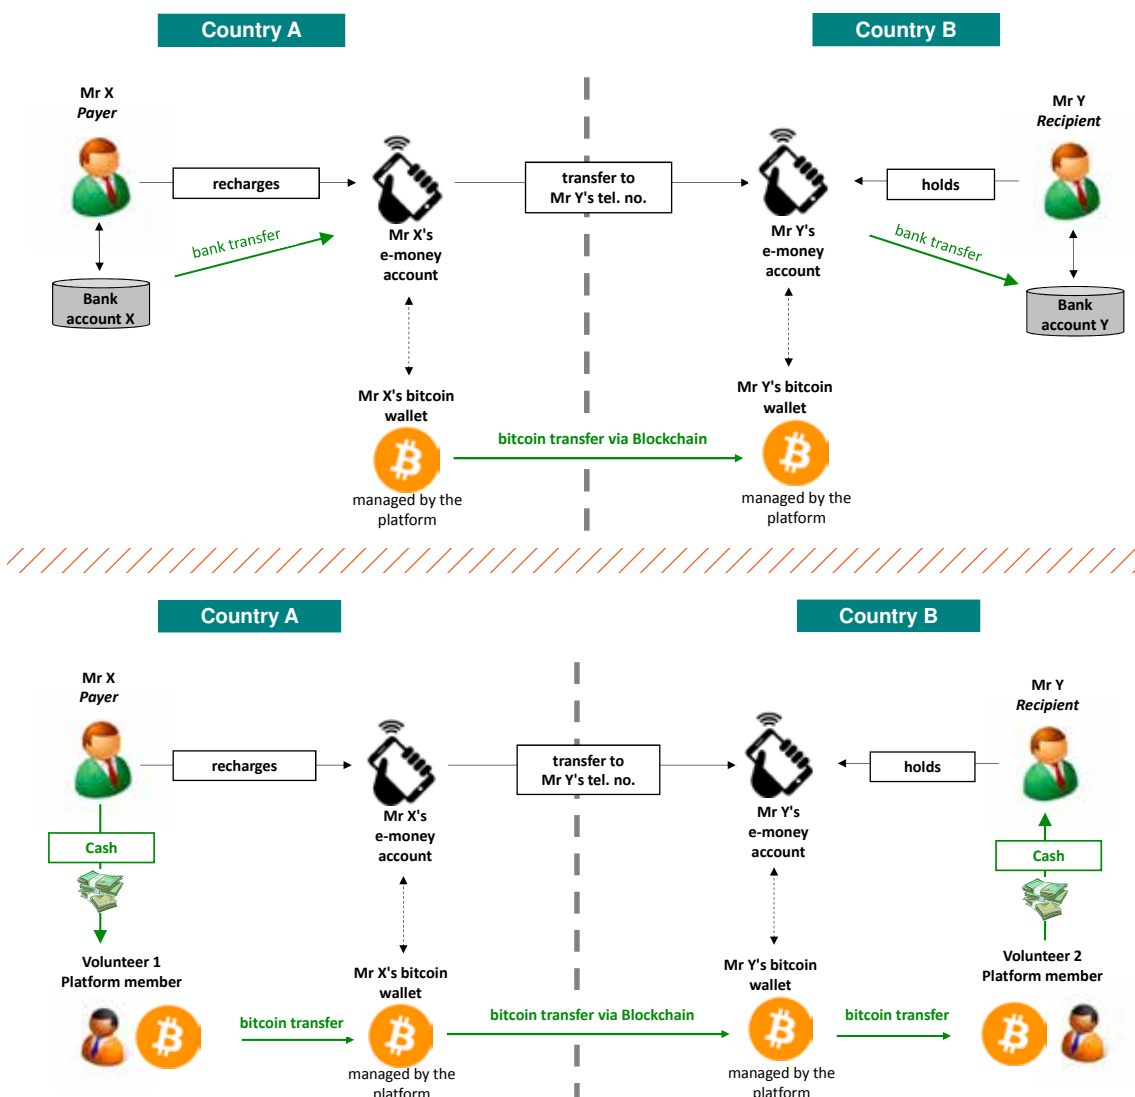 Country A
Country B
Mr X
Payer
Mr Y
Recipient
recharges
transfer to
Mr Y's tel. no.
holds
bank transfer
Mr X's
e-money
account
Mr Y's
e-money
account
bank transfer
Bank
account X
Bank
account Y
Mr X's bitcoin
wallet
Mr Y's bitcoin
wallet
bitcoin transfer via Blockchain
managed by the
platform
managed by the
platform
Country A
Country B
Mr X
Payer
Mr Y
Recipient
recharges
transfer to
Mr Y's tel. no.
holds
Mr X's
e-money
account
Mr Y's
e-money
account
Cash
Cash
Volunteer 1
Platform member
Mr X's bitcoin
wallet
Mr Y's bitcoin
wallet
Volunteer 2
Platform member
bitcoin transfer
bitcoin transfer via Blockchain
bitcoin transfer
managed by the
platform
managed by the
platform